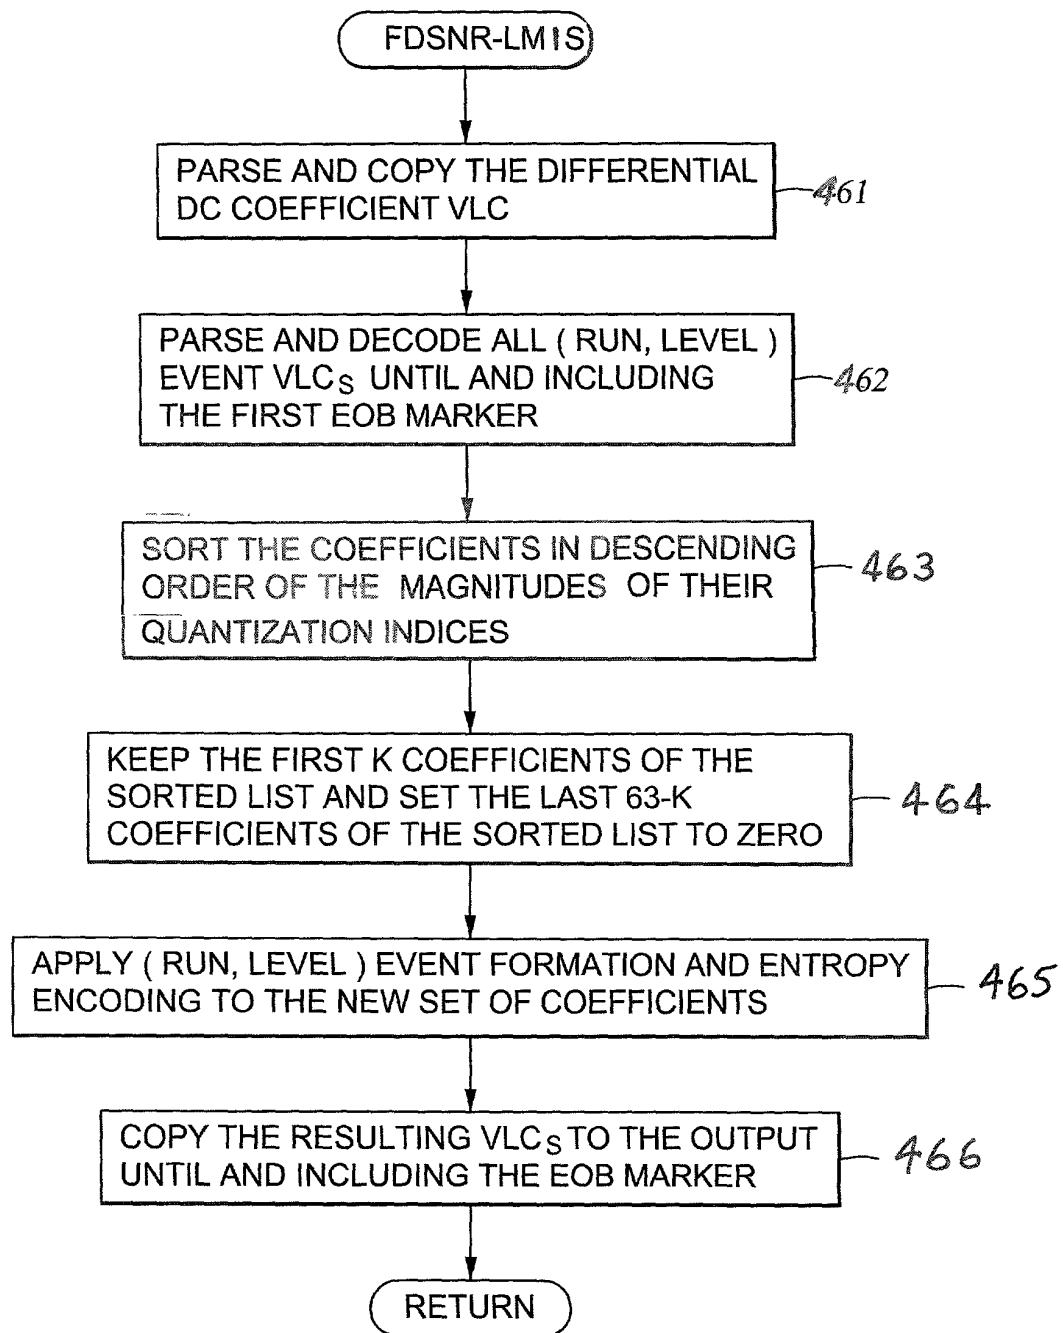 FDSNR-LM1S
PARSE AND COPY THE DIFFERENTIAL
DC COEFFICIENT VLC
461
PARSE AND DECODE ALL ( RUN, LEVEL )
EVENT VLCS UNTIL AND INCLUDING
THE FIRST EOB MARKER
462
SORT THE COEFFICIENTS IN DESCENDING
ORDER OF THE MAGNITUDES OF THEIR
QUANTIZATION INDICES
463
KEEP THE FIRST K COEFFICIENTS OF THE
SORTED LIST AND SET THE LAST 63-K
COEFFICIENTS OF THE SORTED LIST TO ZERO
464
APPLY ( RUN, LEVEL ) EVENT FORMATION AND ENTROPY
ENCODING TO THE NEW SET OF COEFFICIENTS
465
COPY THE RESULTING VLCS TO THE OUTPUT
UNTIL AND INCLUDING THE EOB MARKER
466
RETURN